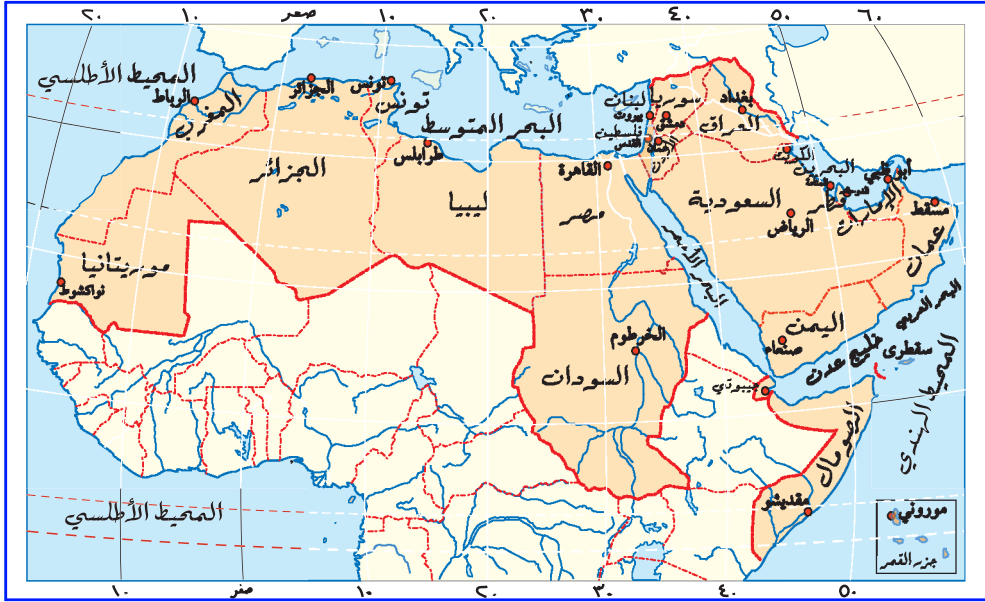 ٢٠ ١٠ صفر ١٠ ٢٠ ٣٠ ٤٠ ٥٠ ٦٠
المحيط الأطلسي
الرباط
المغرب
الجزائر
تونس
تونس
البحر المتوسط
طرابلس
الجزائر
ليبيا
القاهرة
مصر
موريتانيا
نواكشوط
لبنان
سوريا
بيروت
دمشق
فلسطين
القدس
بغداد
العراق
الكويت
البحرين
قطر
أبو ظبي
الإمارات
السعودية
الرياض
مسقط
عمان
البحر الأحمر
البحر العربي
اليمن
صنعاء
خليج عدن
سقطرى
المحيط الهندي
الخرطوم
السودان
جيبوتي
الصومال
مقديشو
المحيط الأطلسي
موروني
جزر القمر
١٠ صفر ١٠ ٢٠ ٣٠ ٤٠ ٥٠